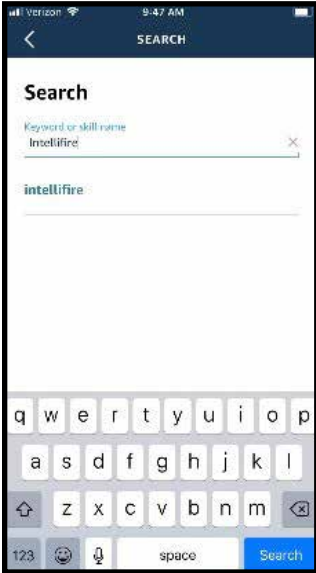 Verizon 9:47 AM
SEARCH
Search
Keyword or skill name
Intellifire
intellifire
q w e r t y u i o p
a s d f g h j k l
z x c v b n m
123 space Search